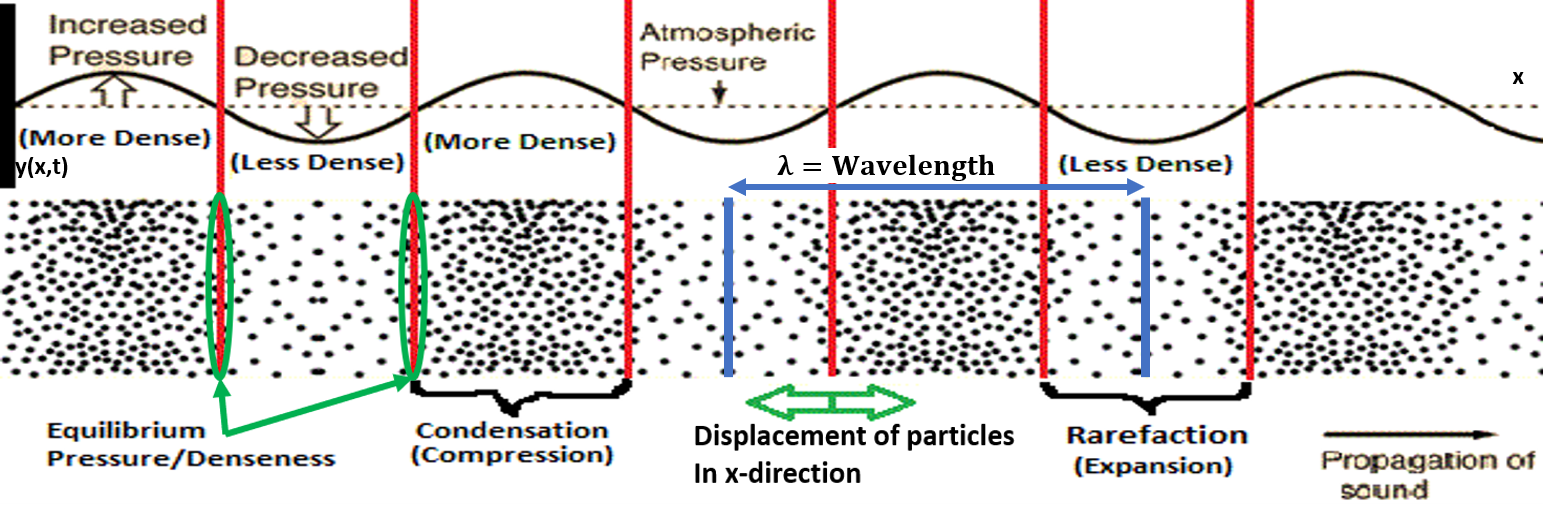 Increased
Pressure
Decreased
Pressure
Atmospheric
Pressure
x
(More Dense)
(Less Dense)
(More Dense)
(Less Dense)
y(x,t)
λ = Wavelength
Equilibrium
Pressure/Denseness
Condensation
(Compression)
Displacement of particles
In x-direction
Rarefaction
(Expansion)
Propagation of
sound